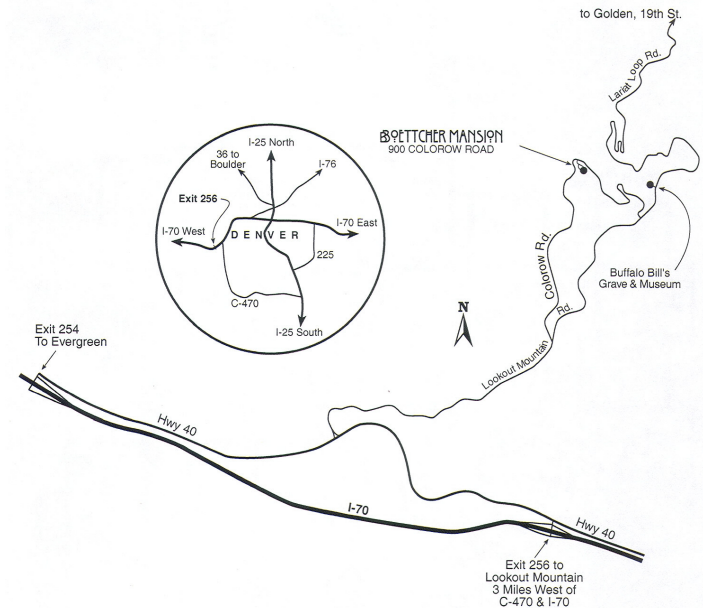 to Golden, 19th St.
Lariat Loop Rd.
BOETTCHER MANSION
900 COLOROW ROAD
I-25 North
36 to
Boulder
I-76
Exit 256
I-70 West
DENVER
I-70 East
225
C-470
I-25 South
Colorow Rd.
Buffalo Bill's
Grave & Museum
N
Lookout Mountain Rd.
Exit 254
To Evergreen
Hwy 40
I-70
Hwy 40
Exit 256 to
Lookout Mountain
3 Miles West of
C-470 & I-70